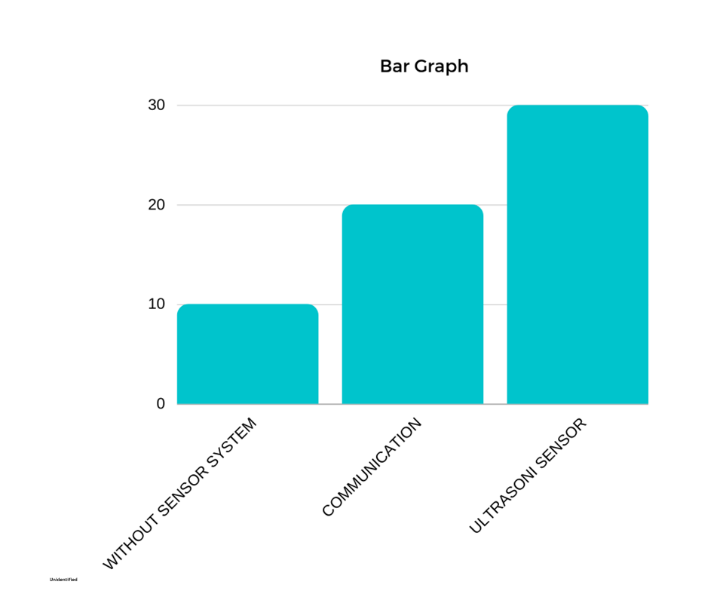 Bar Graph
30
20
10
0
WITHOUT SENSOR SYSTEM
COMMUNICATION
ULTRASONI SENSOR